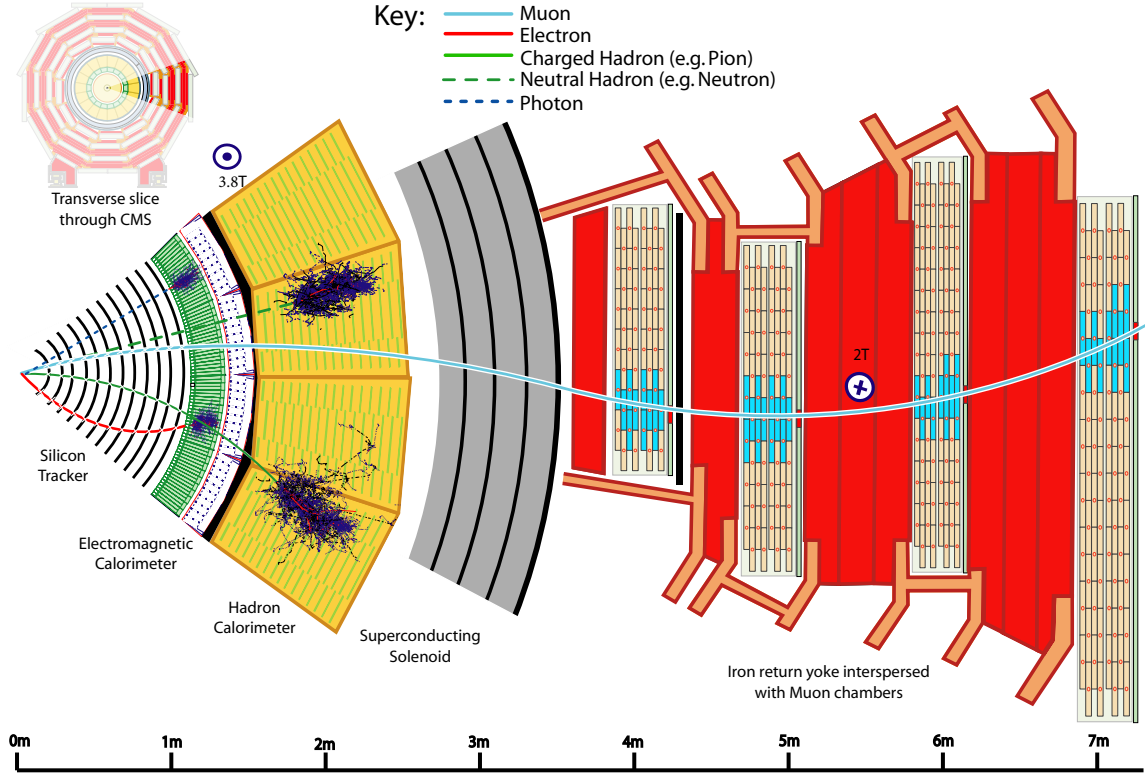 Key:
Muon
Electron
Charged Hadron (e.g. Pion)
Neutral Hadron (e.g. Neutron)
Photon
3.8T
Transverse slice
through CMS
2T
Silicon
Tracker
Electromagnetic
Calorimeter
Hadron
Calorimeter
Superconducting
Solenoid
Iron return yoke interspersed
with Muon chambers
0m 1m 2m 3m 4m 5m 6m 7m